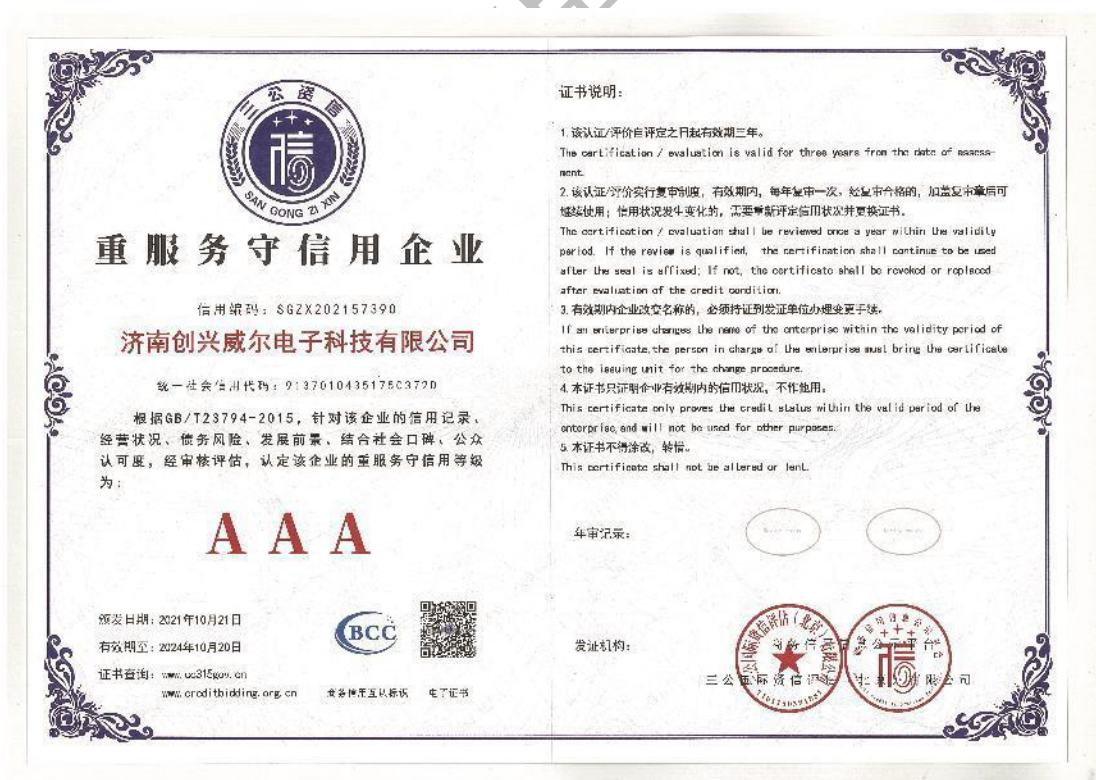 三公资信
信
SAN GONG ZI XIN
重服务守信用企业
信用编码：SGZX202157390
济南创兴威尔电子科技有限公司
统一社会信用代码：91370104351750372D
根据GB/T23794-2015，针对该企业的信用记录、
经营状况、债务风险、发展前景、结合社会口碑、公众
认可度，经审核评估，认定该企业的重服务守信用等级
为：
AAA
颁发日期：2021年10月21日
有效期至：2024年10月20日
证书查询：www.uc315gov.cn
www.creditbidding.org.cn
BCC
商务信用互认标识
电子证书
证书说明：
1.该认证/评价自评定之日起有效期三年。
The certification / evaluation is valid for three years from the date of assess-
ment.
2.该认证/评价实行复审制度，有效期内，每年复审一次，经复审合格的，加盖复审章后可
继续使用；信用状况发生变化的，需要重新评定信用状况并更换证书。
The certification / evaluation shall be reviewed once a year within the validity
period. If the review is qualified, the certification shall continue to be used
after the seal is affixed; If not, the certificate shall be revoked or replaced
after evaluation of the credit condition.
3.有效期内企业改变名称的，必须持证到发证单位办理变更手续。
If an enterprise changes the name of the enterprise within the validity period of
this certificate,the person in charge of the enterprise must bring the certificate
to the issuing unit for the change procedure.
4.本证书只证明企业有效期内的信用状况，不作他用。
This certificate only proves the credit status within the valid period of the
enterprise,and will not be used for other purposes.
5.本证书不得涂改，转借。
This certificate shall not be altered or lent.
年审记录：
发证机构：